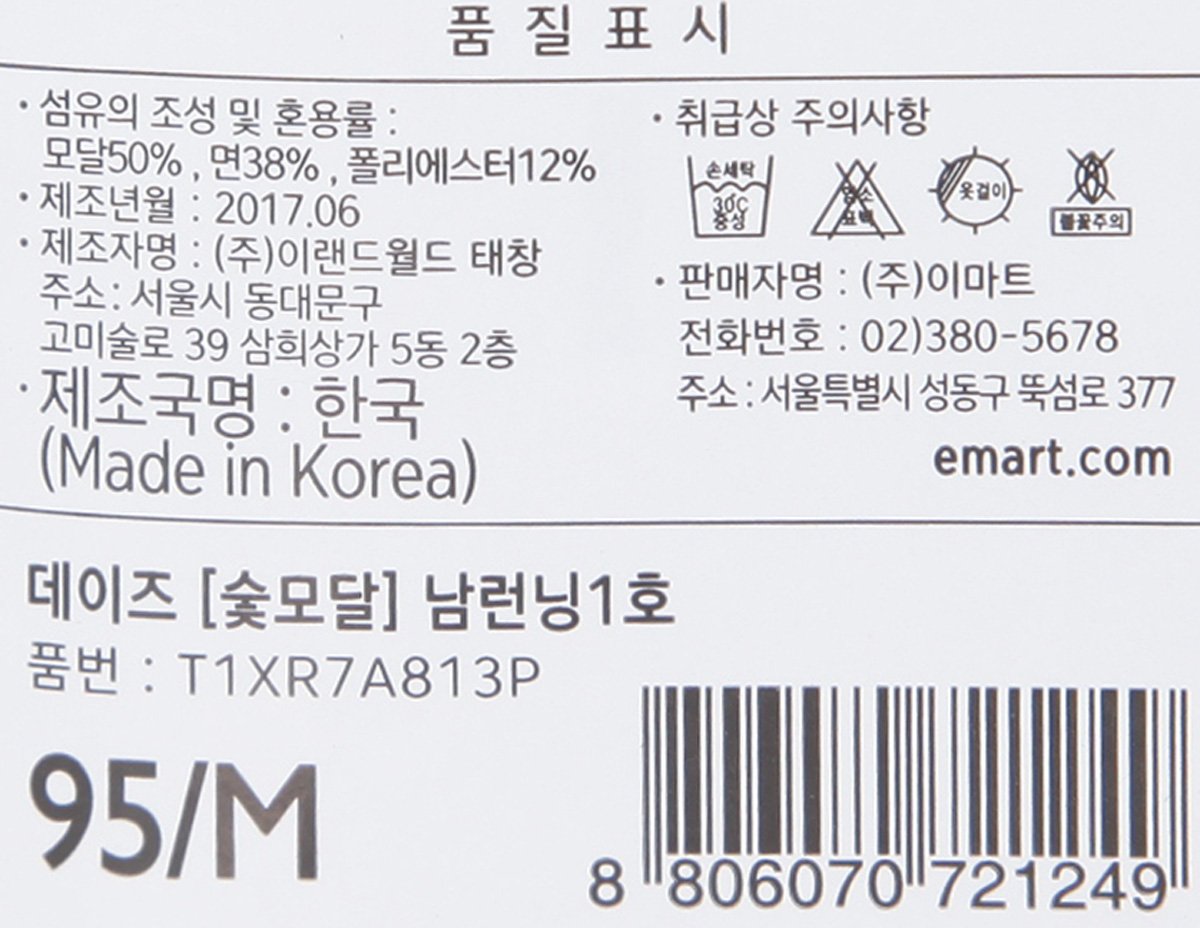 품 질 표 시
· 섬유의 조성 및 혼용률 :
모달50% , 면38% , 폴리에스터12%
· 제조년월 : 2017.06
· 제조자명 : (주)이랜드월드 태창
주소 : 서울시 동대문구
고미술로 39 삼희상가 5동 2층
· 제조국명 : 한국
(Made in Korea)
· 취급상 주의사항
손세탁
30℃
중성
염소
표백
옷걸이
불꽃주의
· 판매자명 : (주)이마트
전화번호 : 02)380-5678
주소 : 서울특별시 성동구 뚝섬로 377
emart.com
데이즈 [숯모달] 남런닝1호
품번 : T1XR7A813P
95/M
8 806070 721249